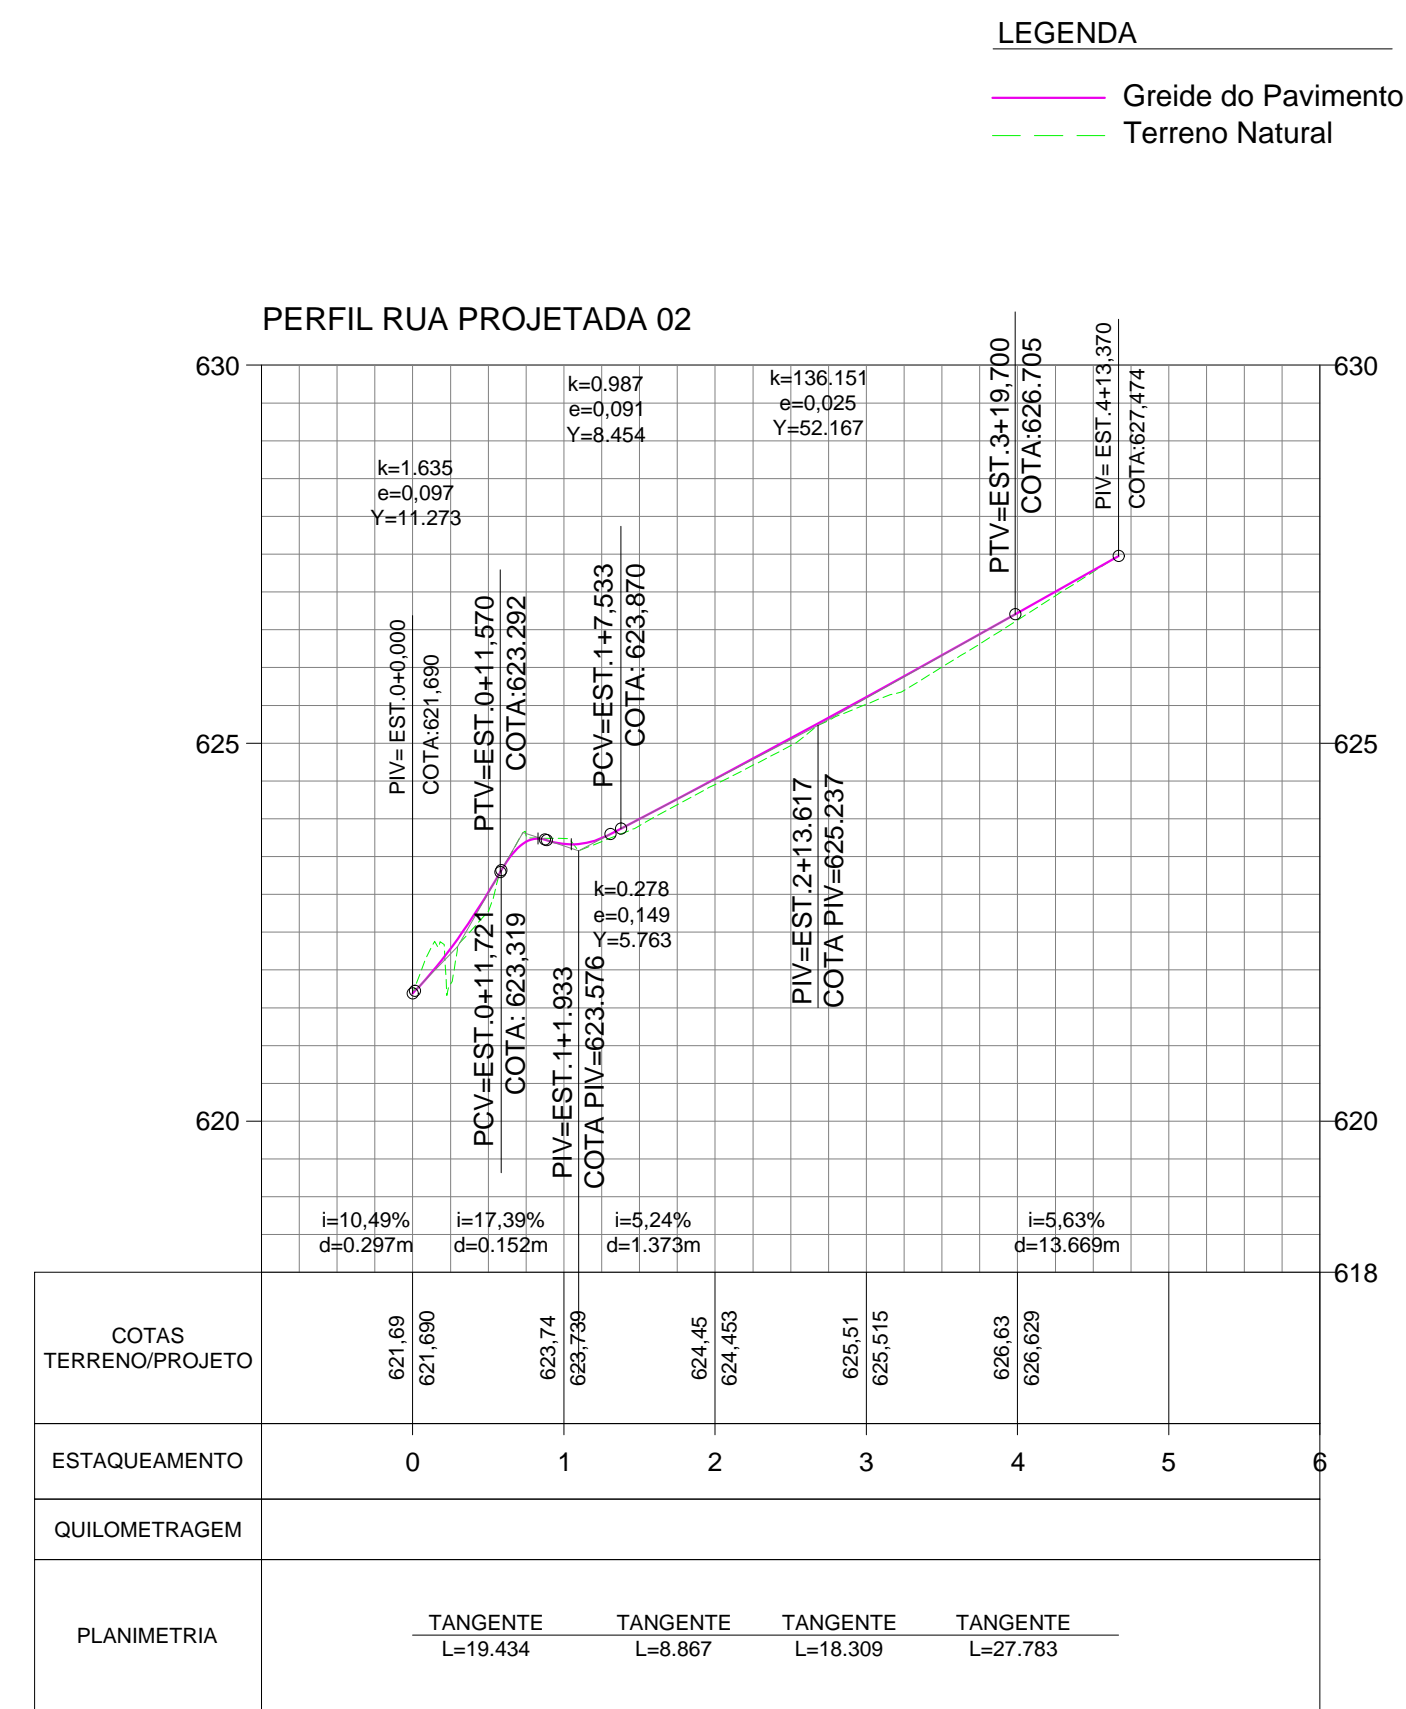 LEGENDA
Greide do Pavimento
Terreno Natural
PERFIL RUA PROJETADA 02
630
630
625
625
620
620
618
k=1.635
e=0,097
Y=11.273
k=0.987
e=0,091
Y=8.454
k=136.151
e=0,025
Y=52.167
PIV= EST.0+0,000
COTA:621,690
PTV=EST.0+11,570
COTA:623.292
PCV=EST.1+7,533
COTA: 623,870
PTV=EST.3+19,700
COTA:626.705
PIV= EST.4+13,370
COTA:627,474
PCV=EST.0+11,721
COTA: 623,319
PIV=EST.1+1.933
COTA PIV=623.576
k=0.278
e=0,149
Y=5.763
PIV=EST.2+13.617
COTA PIV=625.237
i=10,49%
d=0.297m
i=17,39%
d=0.152m
i=5,24%
d=1.373m
i=5,63%
d=13.669m
COTAS
TERRENO/PROJETO
621,69
621,690
623,74
623,739
624,45
624,453
625,51
625,515
626,63
626,629
ESTAQUEAMENTO
0 1 2 3 4 5 6
QUILOMETRAGEM
PLANIMETRIA
TANGENTE TANGENTE TANGENTE TANGENTE
L=19.434 L=8.867 L=18.309 L=27.783